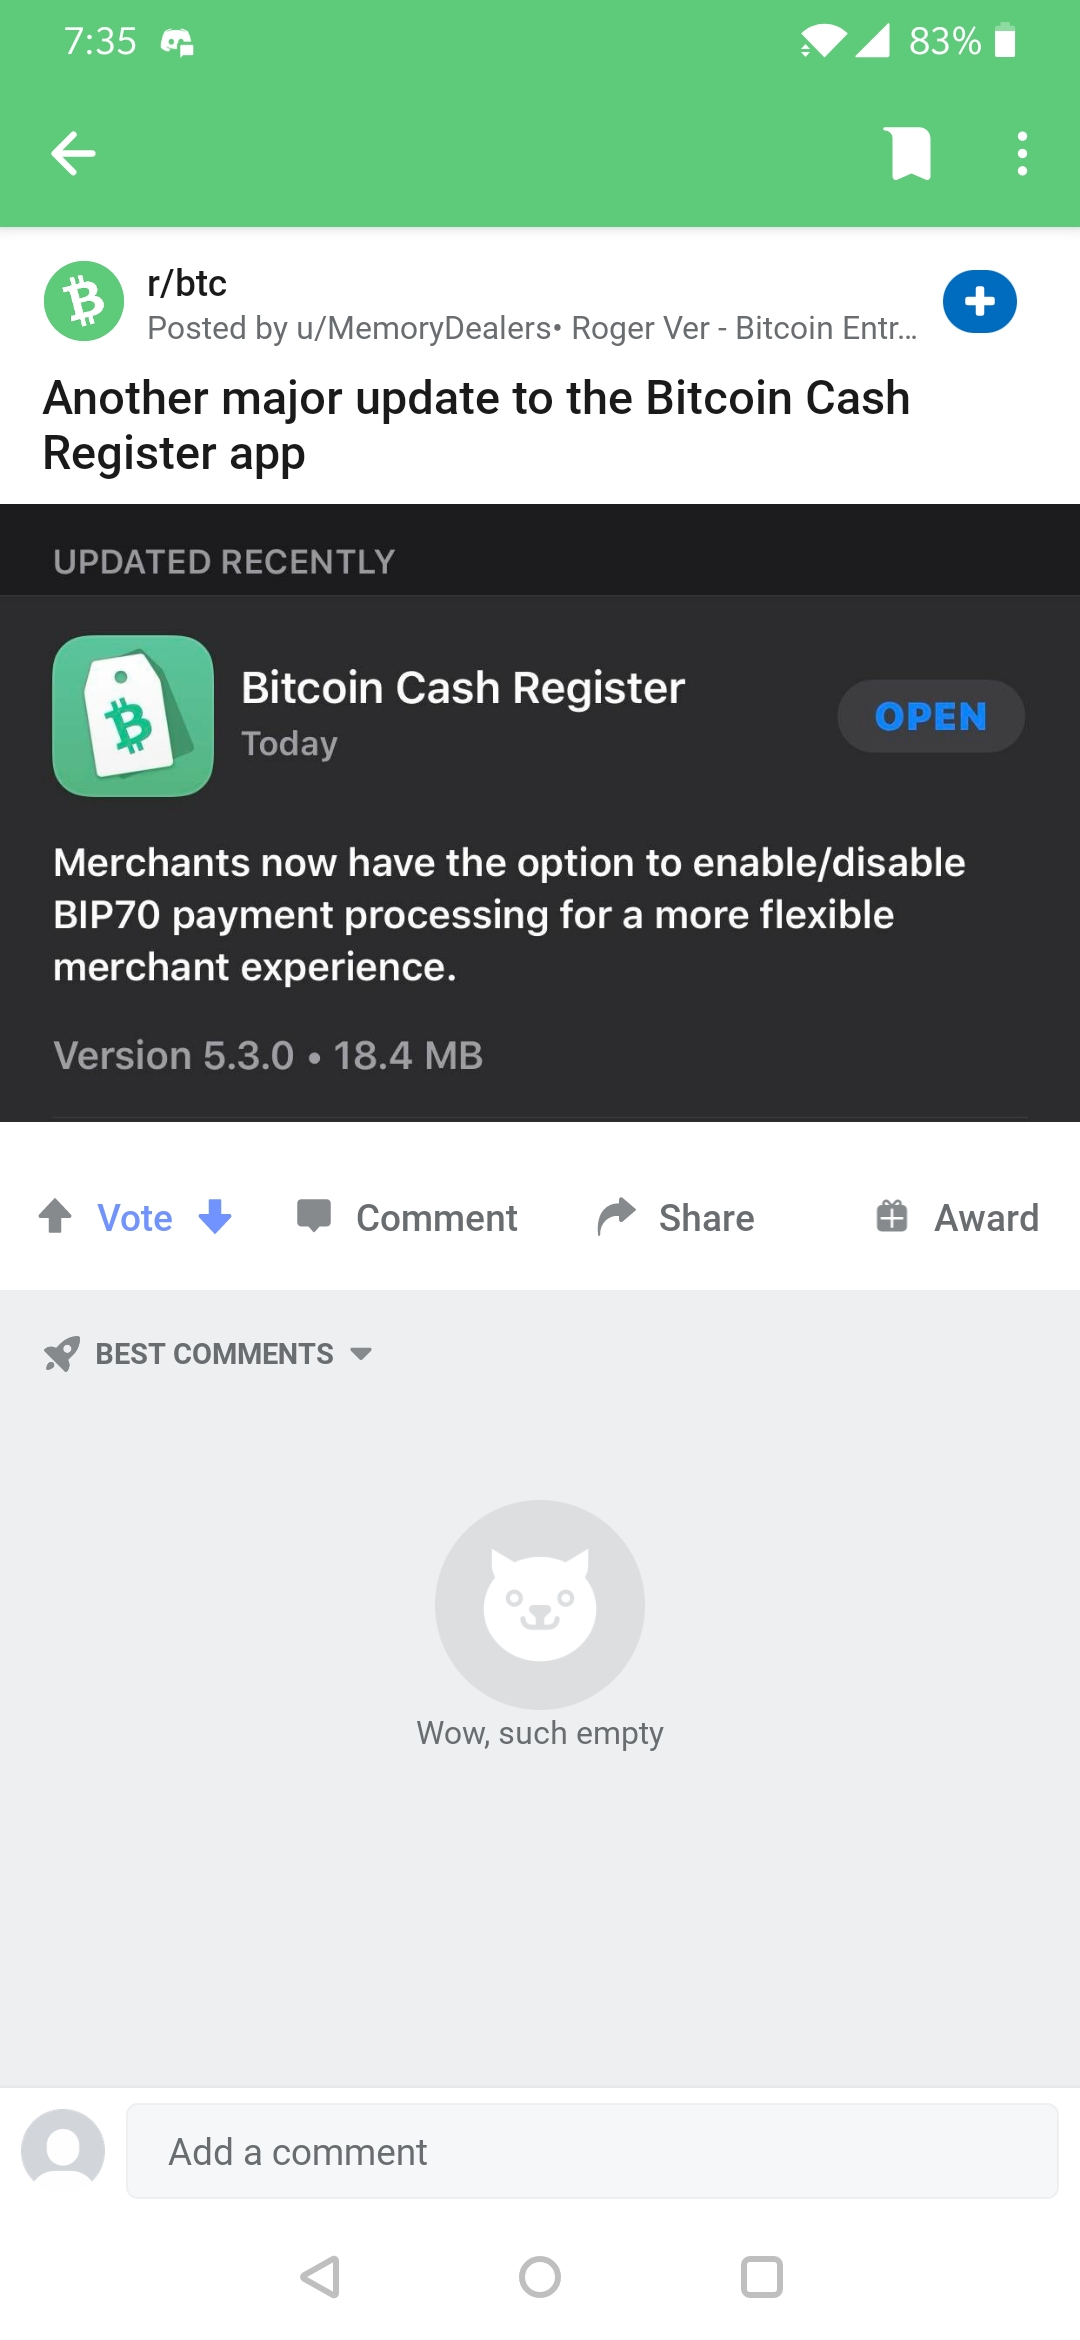 7:35 83%
r/btc
Posted by u/MemoryDealers• Roger Ver - Bitcoin Entr...
Another major update to the Bitcoin Cash
Register app
UPDATED RECENTLY
Bitcoin Cash Register
Today
OPEN
Merchants now have the option to enable/disable
BIP70 payment processing for a more flexible
merchant experience.
Version 5.3.0 • 18.4 MB
Vote Comment Share Award
BEST COMMENTS
Wow, such empty
Add a comment